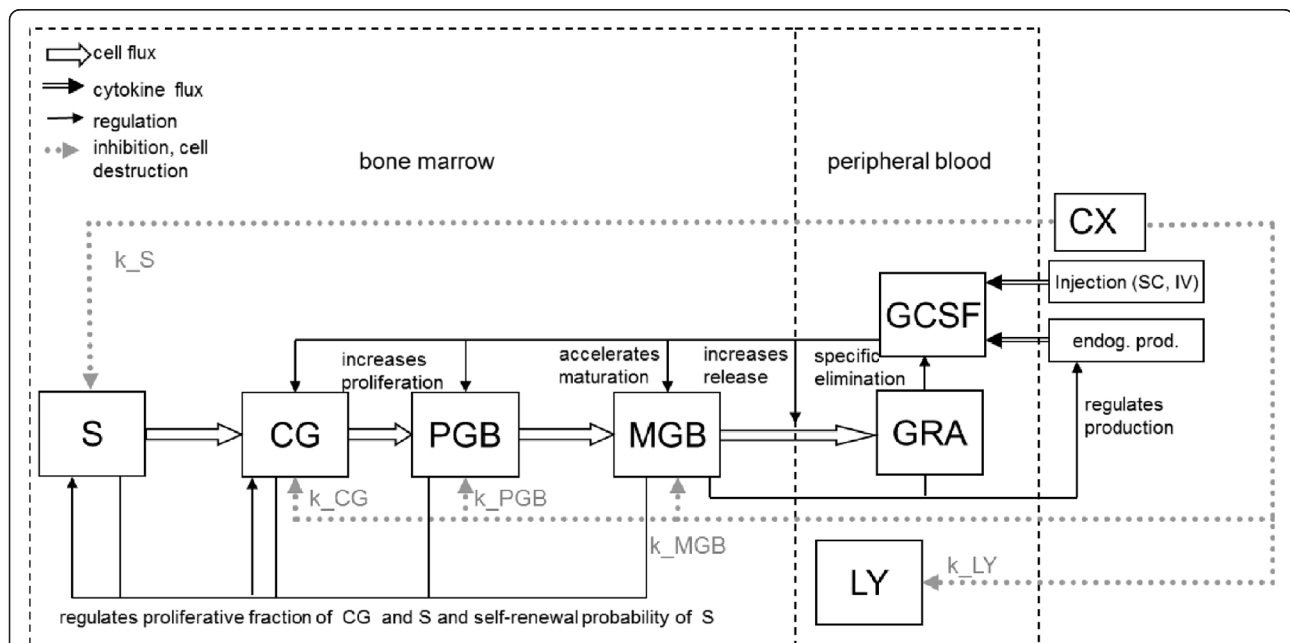 cell flux
cytokine flux
regulation
inhibition, cell
destruction
bone marrow
peripheral blood
CX
k_S
Injection (SC, IV)
GCSF
endog. prod.
increases
proliferation
accelerates
maturation
increases
release
specific
elimination
regulates
production
S
CG
PGB
MGB
GRA
k_CG
k_PGB
k_MGB
k_LY
LY
regulates proliferative fraction of CG and S and self-renewal probability of S